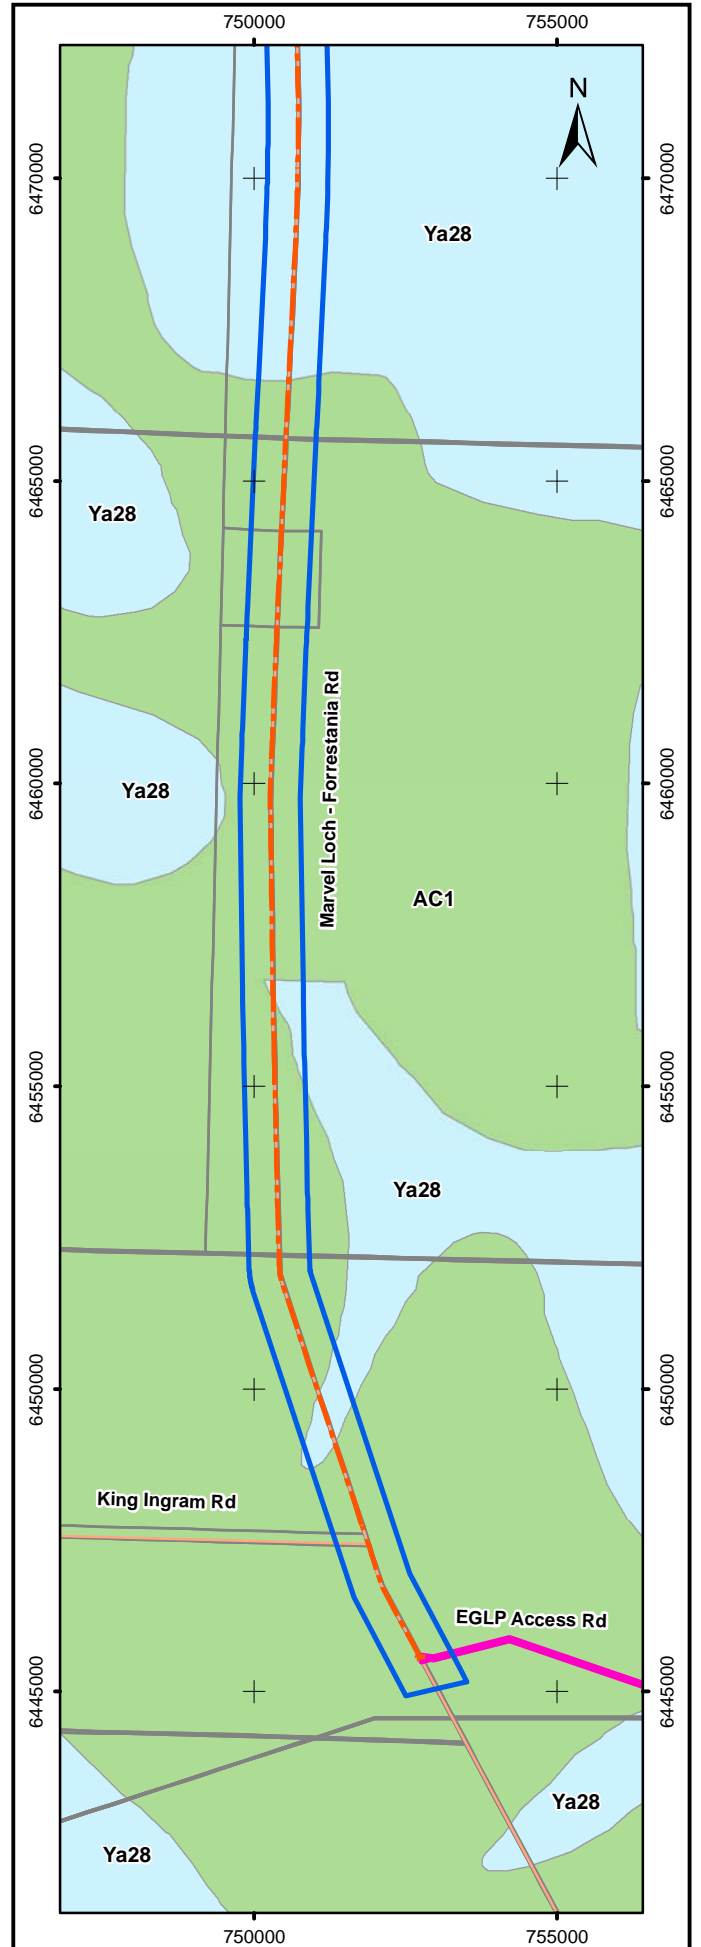 750000 755000
N
6470000 6470000
Ya28
6465000 6465000
Ya28
Marvel Loch - Forrestania Rd
6460000 6460000
Ya28
AC1
6455000 6455000
Ya28
6450000 6450000
King Ingram Rd
EGLP Access Rd
6445000 6445000
Ya28
Ya28
750000 755000